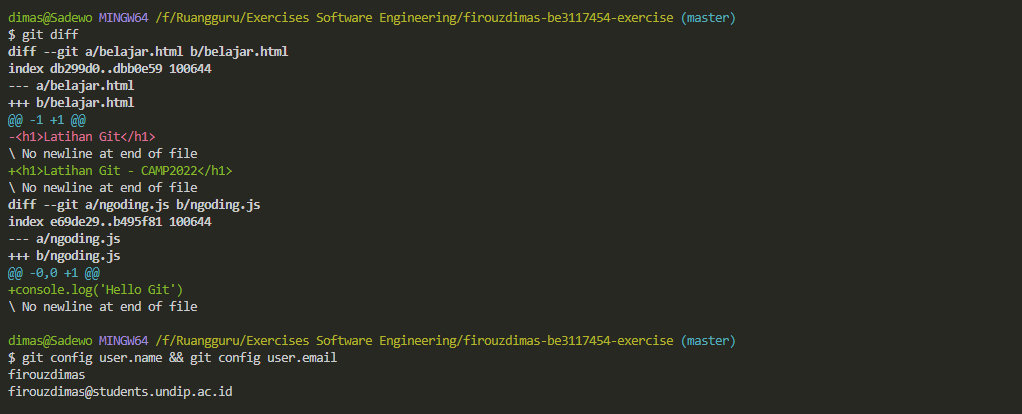 dimas@Sadewo MINGW64 /f/Ruangguru/Exercises Software Engineering/firouzdimas-be3117454-exercise (master)
$ git diff
diff --git a/belajar.html b/belajar.html
index db299d0..dbb0e59 100644
--- a/belajar.html
+++ b/belajar.html
@@ -1 +1 @@
-<h1>Latihan Git</h1>
\ No newline at end of file
+<h1>Latihan Git - CAMP2022</h1>
\ No newline at end of file
diff --git a/ngoding.js b/ngoding.js
index e69de29..b495f81 100644
--- a/ngoding.js
+++ b/ngoding.js
@@ -0,0 +1 @@
+console.log('Hello Git')
\ No newline at end of file
dimas@Sadewo MINGW64 /f/Ruangguru/Exercises Software Engineering/firouzdimas-be3117454-exercise (master)
$ git config user.name && git config user.email
firouzdimas
firouzdimas@students.undip.ac.id